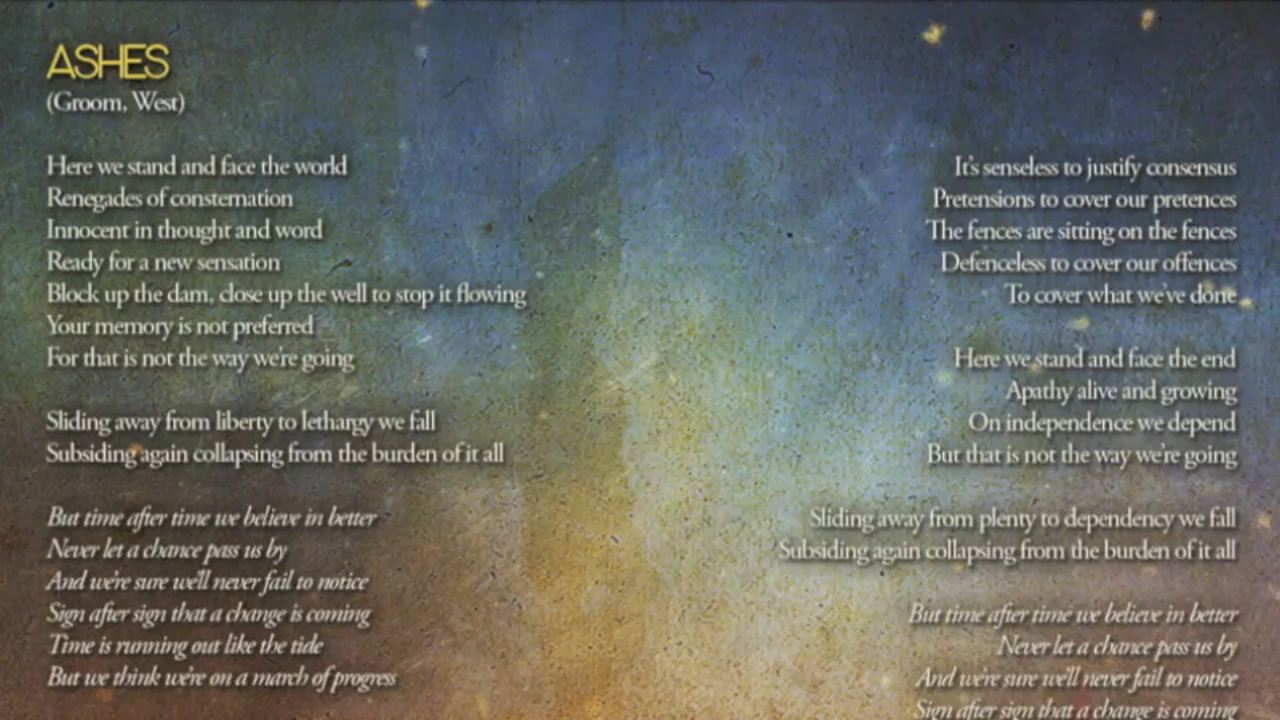 ASHES
(Groom, West)
Here we stand and face the world
Renegades of consternation
Innocent in thought and word
Ready for a new sensation
Block up the dam, close up the well to stop it flowing
Your memory is not preferred
For that is not the way we're going
Sliding away from liberty to lethargy we fall
Subsiding again collapsing from the burden of it all
But time after time we believe in better
Never let a chance pass us by
And we're sure we'll never fail to notice
Sign after sign that a change is coming
Time is running out like the tide
But we think we're on a march of progress
It's senseless to justify consensus
Pretensions to cover our pretences
The fences are sitting on the fences
Defenceless to cover our offences
To cover what we've done
Here we stand and face the end
Apathy alive and growing
On independence we depend
But that is not the way we're going
Sliding away from plenty to dependency we fall
Subsiding again collapsing from the burden of it all
But time after time we believe in better
Never let a chance pass us by
And we're sure we'll never fail to notice
Sign after sign that a change is coming